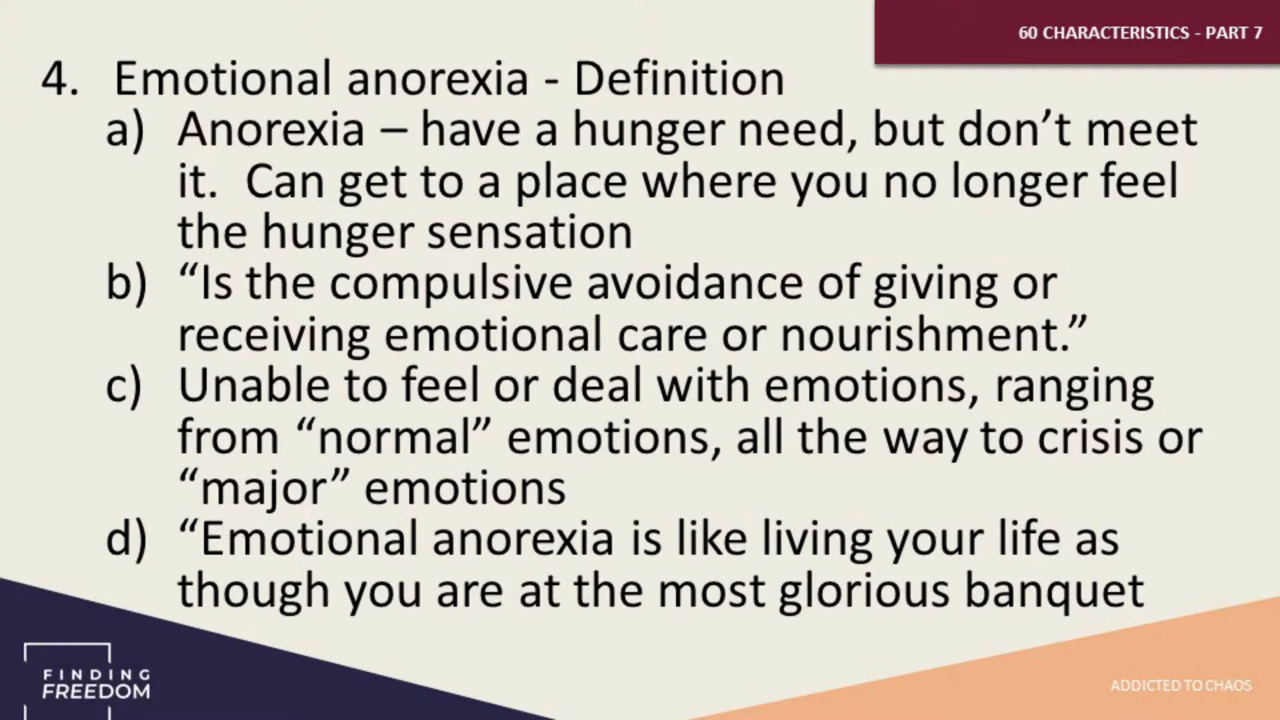 60 CHARACTERISTICS - PART 7
4. Emotional anorexia - Definition
a) Anorexia – have a hunger need, but don’t meet
it. Can get to a place where you no longer feel
the hunger sensation
b) “Is the compulsive avoidance of giving or
receiving emotional care or nourishment.”
c) Unable to feel or deal with emotions, ranging
from “normal” emotions, all the way to crisis or
“major” emotions
d) “Emotional anorexia is like living your life as
though you are at the most glorious banquet
FINDING
FREEDOM
ADDICTED TO CHAOS